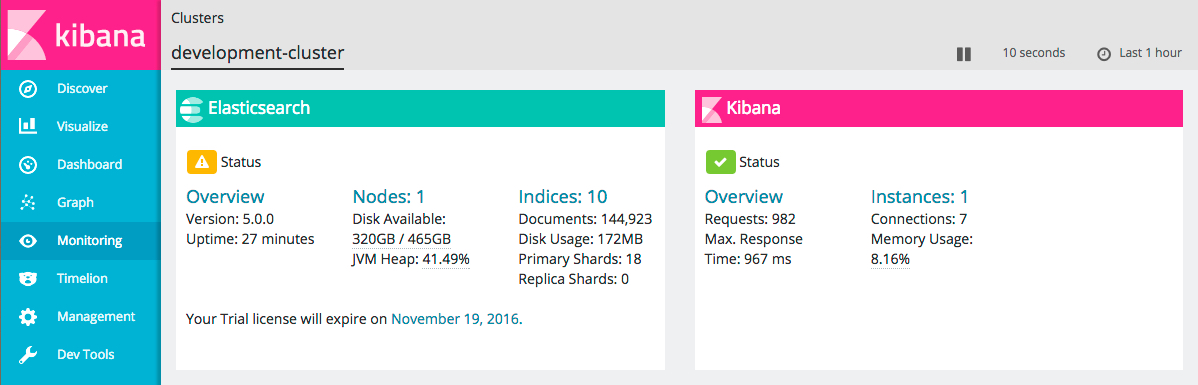 kibana
Discover
Visualize
Dashboard
Graph
Monitoring
Timelion
Management
Dev Tools
Clusters
development-cluster
10 seconds
Last 1 hour
Elasticsearch
Status
Overview
Version: 5.0.0
Uptime: 27 minutes
Nodes: 1
Disk Available:
320GB / 465GB
JVM Heap: 41.49%
Indices: 10
Documents: 144,923
Disk Usage: 172MB
Primary Shards: 18
Replica Shards: 0
Your Trial license will expire on November 19, 2016.
Kibana
Status
Overview
Requests: 982
Max. Response
Time: 967 ms
Instances: 1
Connections: 7
Memory Usage:
8.16%